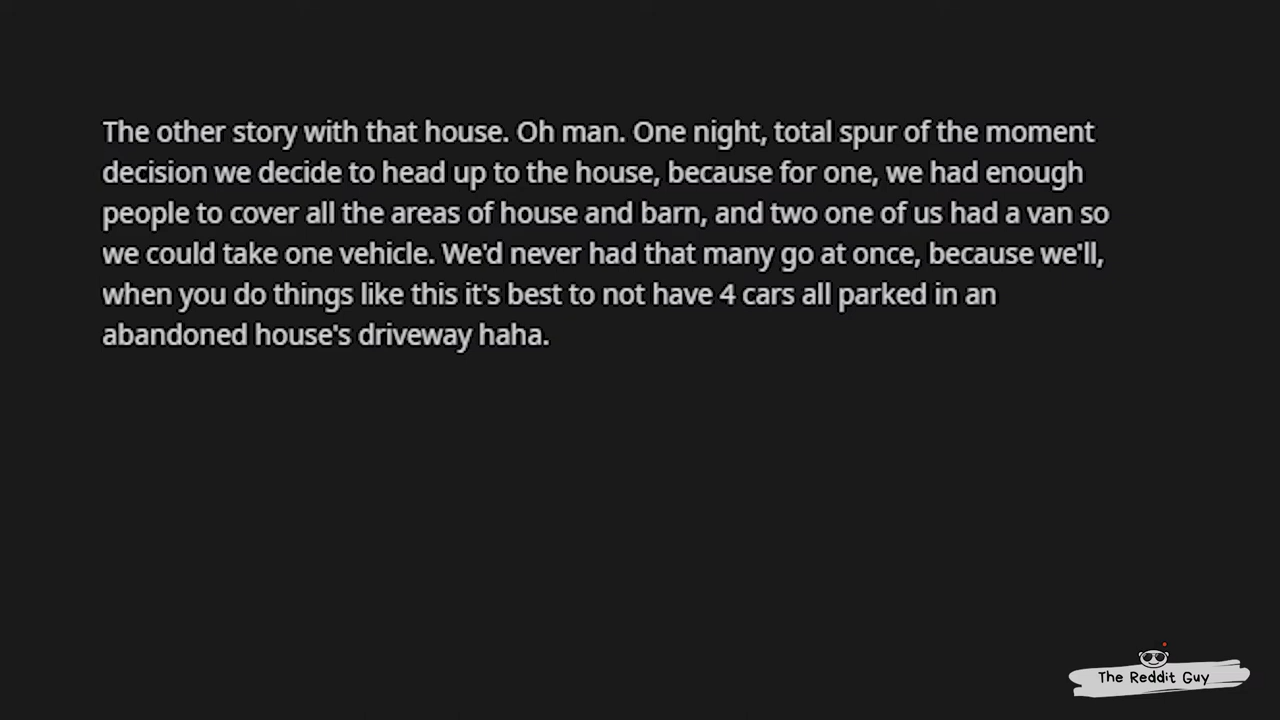 The other story with that house. Oh man. One night, total spur of the moment
decision we decide to head up to the house, because for one, we had enough
people to cover all the areas of house and barn, and two one of us had a van so
we could take one vehicle. We'd never had that many go at once, because we'll,
when you do things like this it's best to not have 4 cars all parked in an
abandoned house's driveway haha.
The Reddit Guy